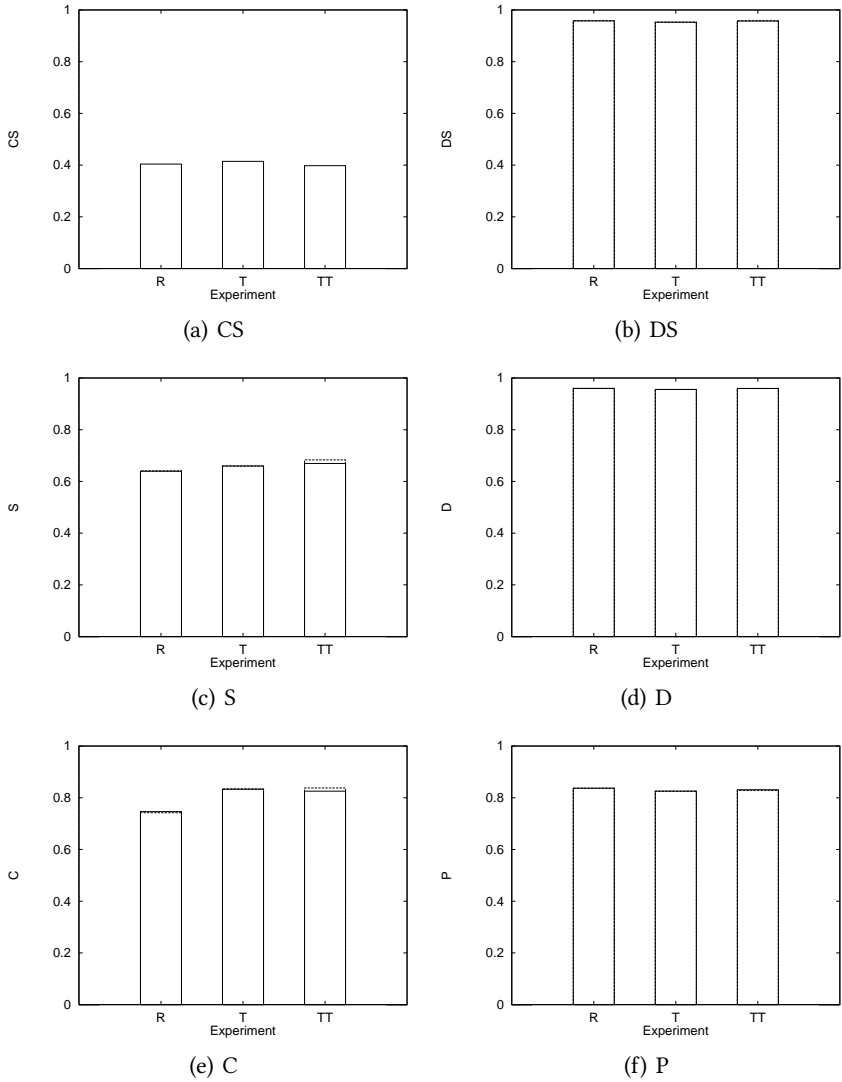 1
0.8
0.6
CS
0.4
0.2
0
R T TT
Experiment
(a) CS
1
0.8
0.6
DS
0.4
0.2
0
R T TT
Experiment
(b) DS
1
0.8
0.6
S
0.4
0.2
0
R T TT
Experiment
(c) S
1
0.8
0.6
D
0.4
0.2
0
R T TT
Experiment
(d) D
1
0.8
0.6
C
0.4
0.2
0
R T TT
Experiment
(e) C
1
0.8
0.6
P
0.4
0.2
0
R T TT
Experiment
(f) P